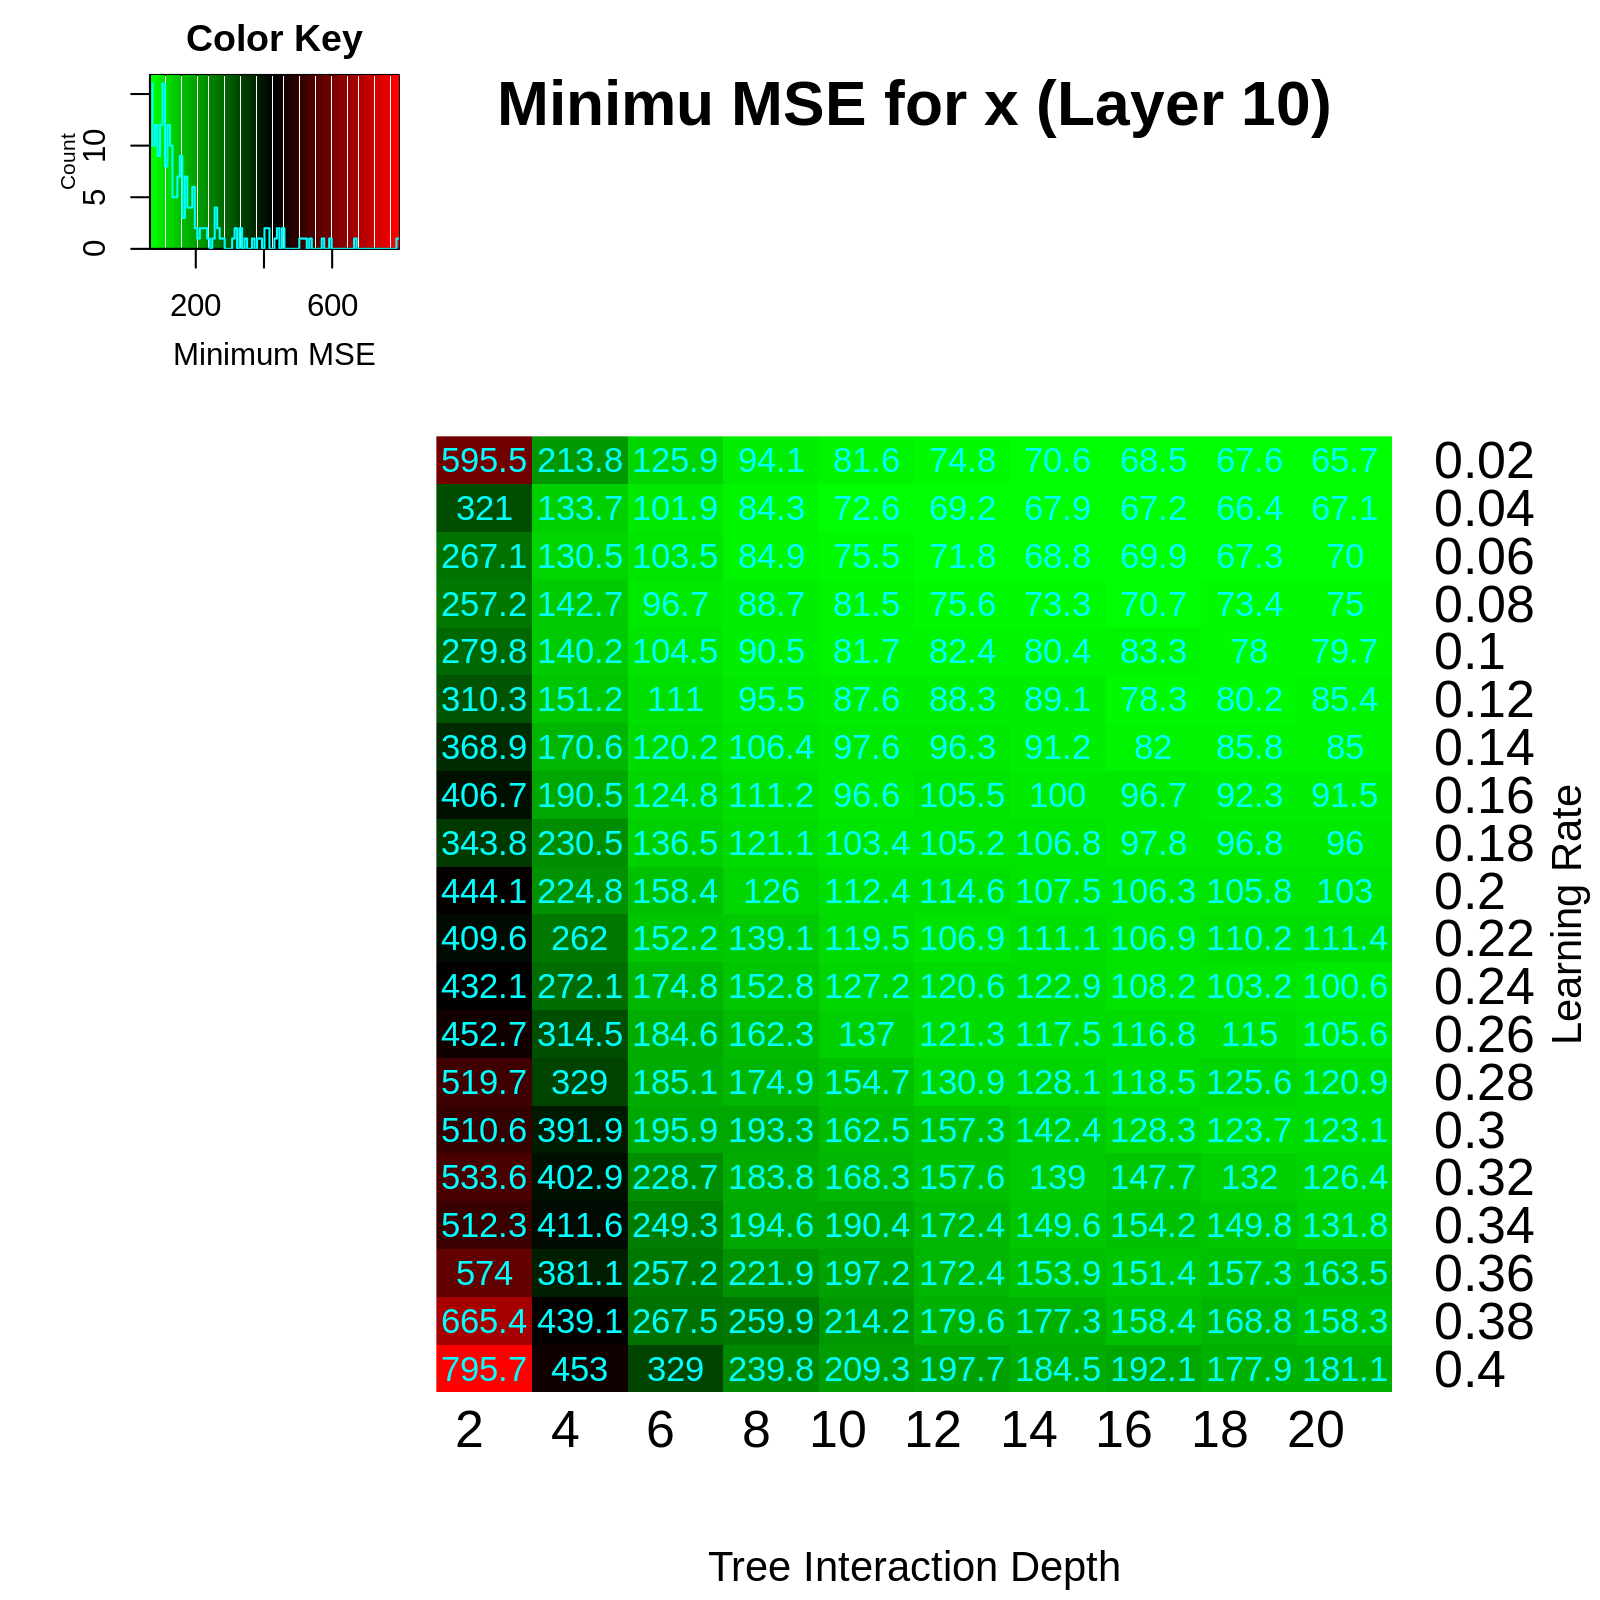 Color Key
Minimu MSE for x (Layer 10)
Count
0 5 10
200 600
Minimum MSE
595.5 213.8 125.9 94.1 81.6 74.8 70.6 68.5 67.6 65.7 0.02
321 133.7 101.9 84.3 72.6 69.2 67.9 67.2 66.4 67.1 0.04
267.1 130.5 103.5 84.9 75.5 71.8 68.8 69.9 67.3 70 0.06
257.2 142.7 96.7 88.7 81.5 75.6 73.3 70.7 73.4 75 0.08
279.8 140.2 104.5 90.5 81.7 82.4 80.4 83.3 78 79.7 0.1
310.3 151.2 111 95.5 87.6 88.3 89.1 78.3 80.2 85.4 0.12
368.9 170.6 120.2 106.4 97.6 96.3 91.2 82 85.8 85 0.14
406.7 190.5 124.8 111.2 96.6 105.5 100 96.7 92.3 91.5 0.16
343.8 230.5 136.5 121.1 103.4 105.2 106.8 97.8 96.8 96 0.18
444.1 224.8 158.4 126 112.4 114.6 107.5 106.3 105.8 103 0.2
409.6 262 152.2 139.1 119.5 106.9 111.1 106.9 110.2 111.4 0.22
432.1 272.1 174.8 152.8 127.2 120.6 122.9 108.2 103.2 100.6 0.24
452.7 314.5 184.6 162.3 137 121.3 117.5 116.8 115 105.6 0.26
519.7 329 185.1 174.9 154.7 130.9 128.1 118.5 125.6 120.9 0.28
510.6 391.9 195.9 193.3 162.5 157.3 142.4 128.3 123.7 123.1 0.3
533.6 402.9 228.7 183.8 168.3 157.6 139 147.7 132 126.4 0.32
512.3 411.6 249.3 194.6 190.4 172.4 149.6 154.2 149.8 131.8 0.34
574 381.1 257.2 221.9 197.2 172.4 153.9 151.4 157.3 163.5 0.36
665.4 439.1 267.5 259.9 214.2 179.6 177.3 158.4 168.8 158.3 0.38
795.7 453 329 239.8 209.3 197.7 184.5 192.1 177.9 181.1 0.4
2 4 6 8 10 12 14 16 18 20
Learning Rate
Tree Interaction Depth